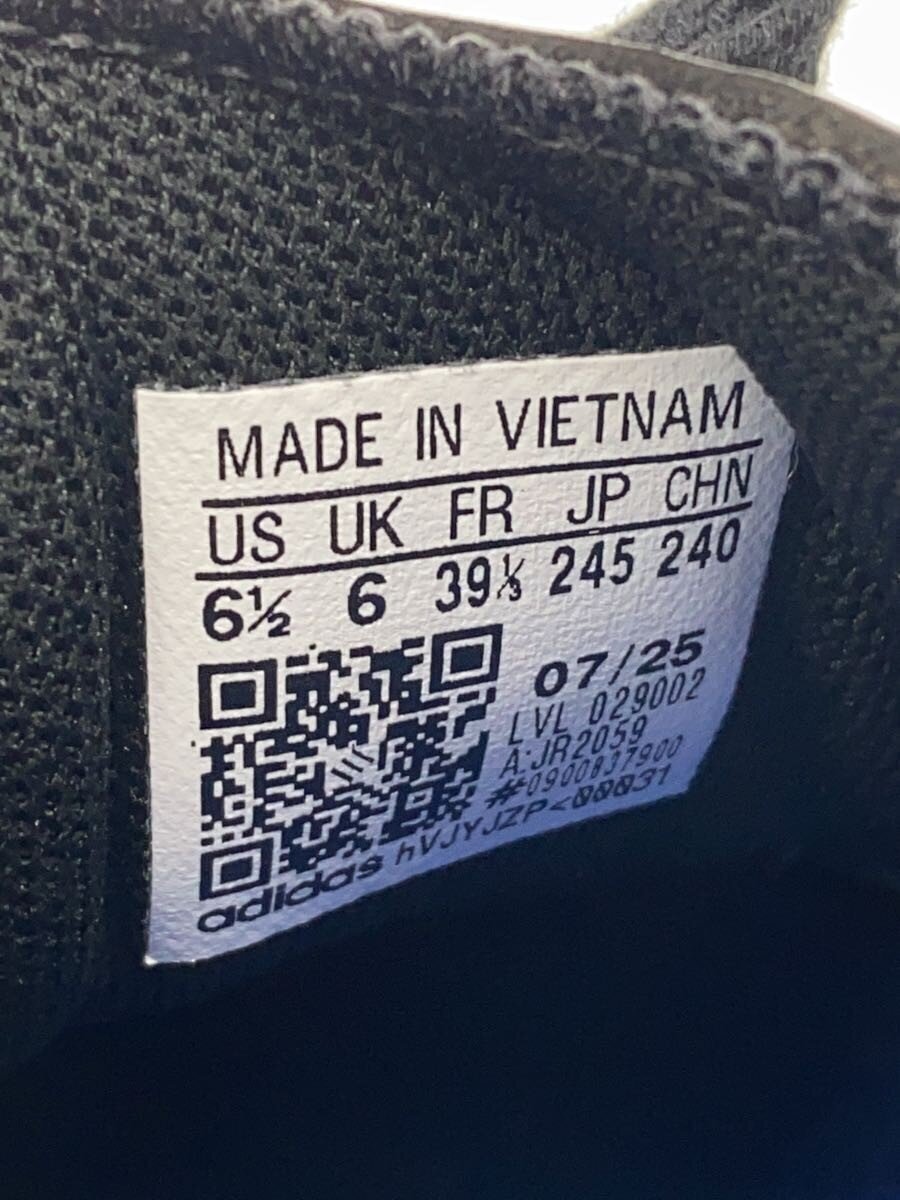 MADE IN VIETNAM
US UK FR JP CHN
6½ 6 39⅓ 245 240
07/25
LVL 029002
A:JR2059
#0900837900
adidas hVJYJZP<00031